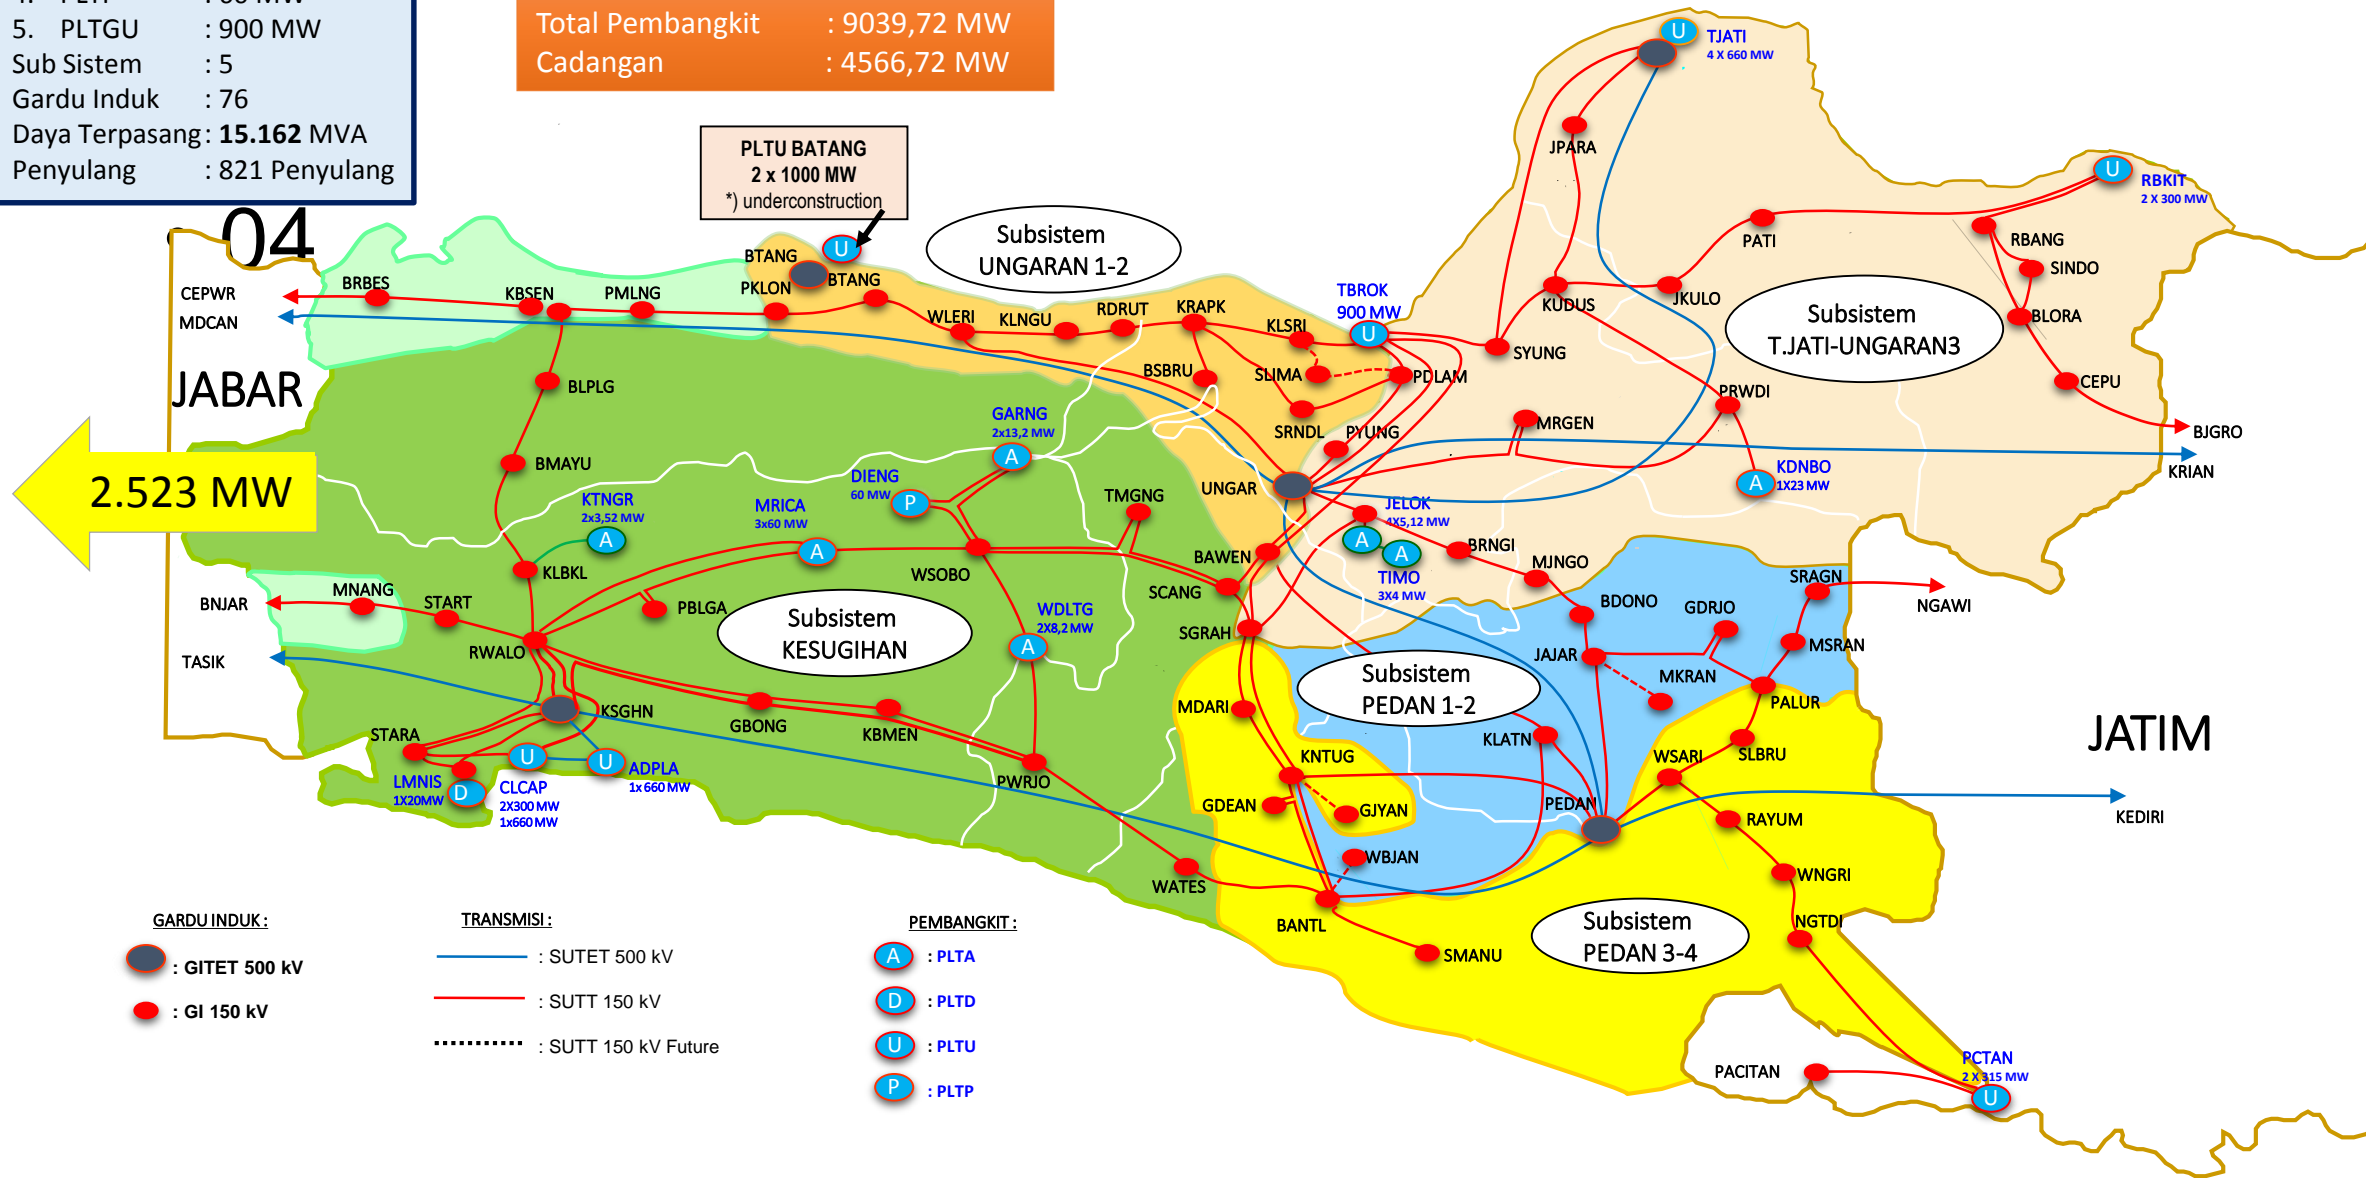 5. PLTGU : 900 MW
Sub Sistem : 5
Gardu Induk : 76
Daya Terpasang : 15.162 MVA
Penyulang : 821 Penyulang
Total Pembangkit : 9039,72 MW
Cadangan : 4566,72 MW
PLTU BATANG
2 x 1000 MW
*) underconstruction
04
Subsistem
UNGARAN 1-2
TJATI
4 X 660 MW
JPARA
RBKIT
2 X 300 MW
PATI
RBANG
SINDO
BLORA
CEPU
BJGRO
KRIAN
KUDUS
JKULO
Subsistem
T.JATI-UNGARAN3
SYUNG
PRWDI
MRGEN
KDNBO
1X23 MW
CEPWR
MDCAN
BRBES
KBSEN
PMLNG
PKLON
BTANG
BTANG
WLERI
KLNGU
RDRUT
KRAPK
KLSRI
TBROK
900 MW
BSBRU
SLIMA
PDLAM
SRNDL
PYUNG
UNGAR
JABAR
2.523 MW
BLPLG
BMAYU
KTNGR
2x3,52 MW
MRICA
3x60 MW
DIENG
60 MW
GARNG
2x13,2 MW
TMGNG
JELOK
4X5,12 MW
TIMO
3X4 MW
BRNGI
MJNGO
BAWEN
SCANG
SGRAH
KLBKL
WSOBO
PBLGA
WDLTG
2X8,2 MW
Subsistem
KESUGIHAN
BNJAR
MNANG
START
RWALO
TASIK
KSGHN
GBONG
KBMEN
PWRJO
STARA
LMNIS
1X20MW
CLCAP
2X300 MW
1x660 MW
ADPLA
1x 660 MW
WATES
BDONO
GDRJO
SRAGN
NGAWI
MSRAN
JAJAR
MKRAN
PALUR
Subsistem
PEDAN 1-2
MDARI
KLATN
KNTUG
GDEAN
GJYAN
PEDAN
WSARI
SLBRU
JATIM
KEDIRI
RAYUM
WNGRI
WBJAN
BANTL
SMANU
NGTDI
Subsistem
PEDAN 3-4
PACITAN
PCTAN
2 X 315 MW
A
D
U
P
GARDU INDUK :
: GITET 500 kV
: GI 150 kV
TRANSMISI :
: SUTET 500 kV
: SUTT 150 kV
: SUTT 150 kV Future
PEMBANGKIT :
A : PLTA
D : PLTD
U : PLTU
P : PLTP